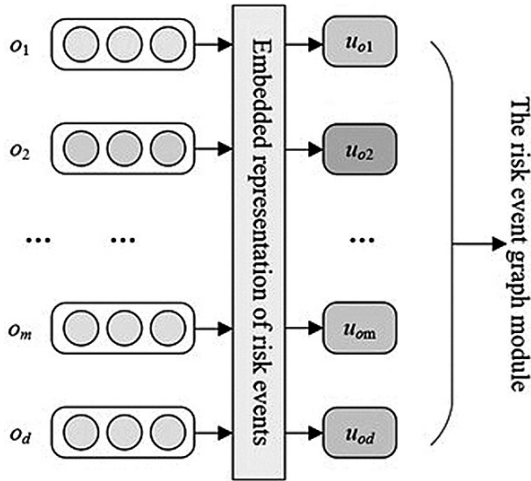 o1
uo1
o2
uo2
... ... ...
om
uom
od
uod
Embedded representation of risk events
The risk event graph module